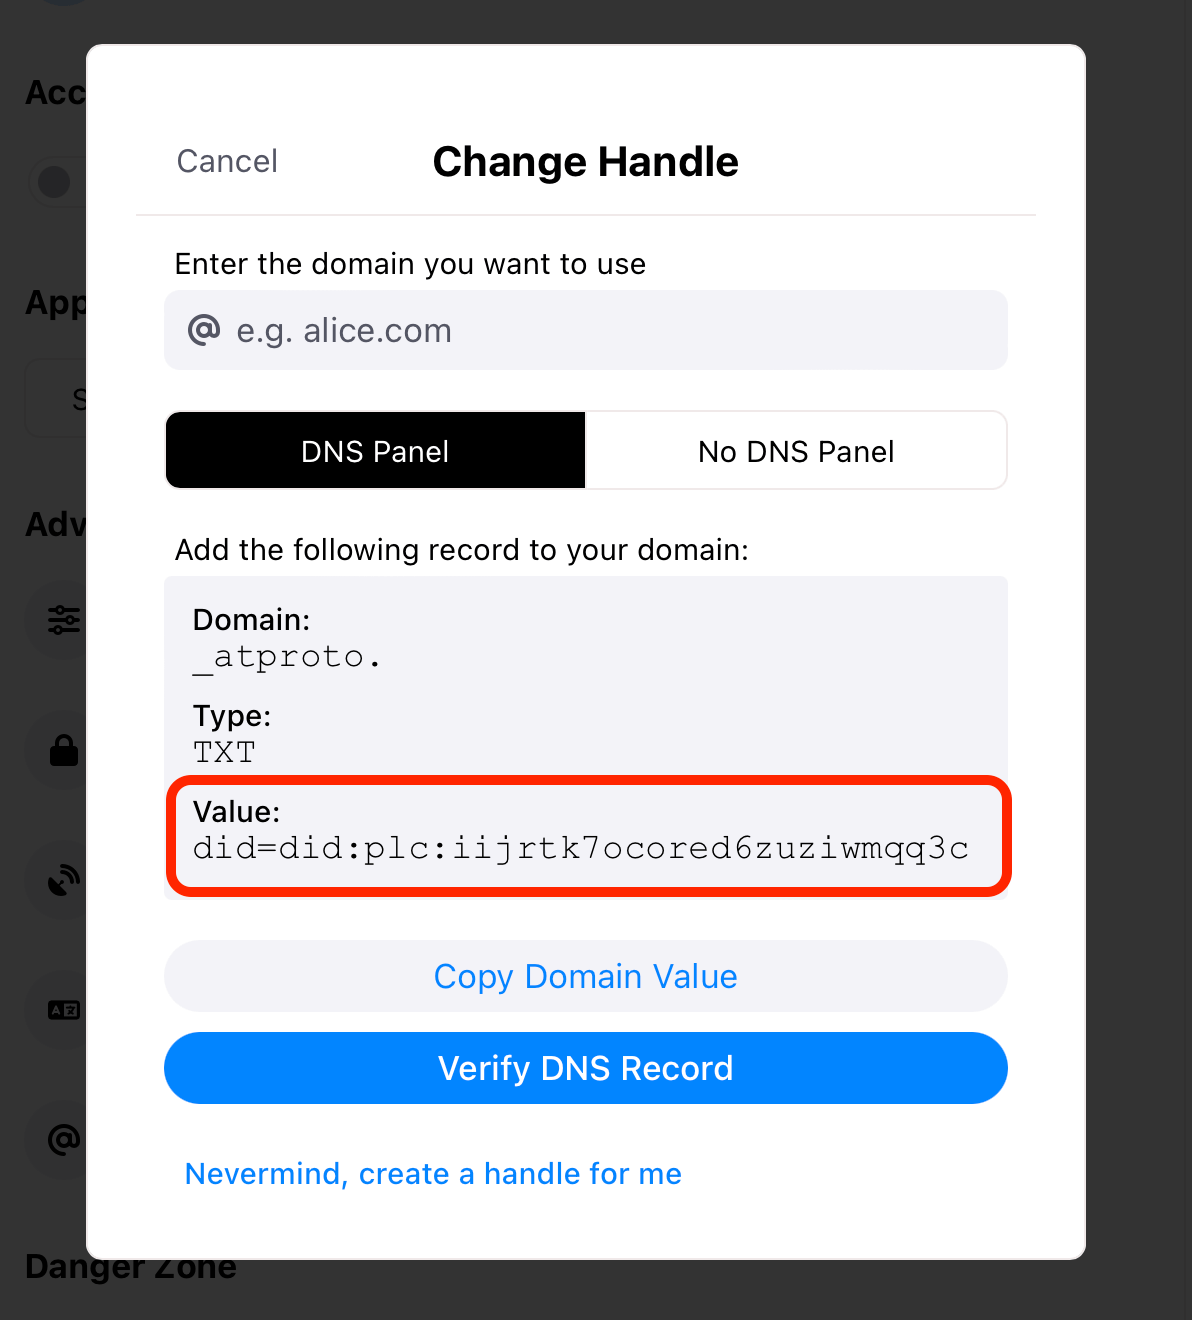 Acc
Cancel
Change Handle
Enter the domain you want to use
@ e.g. alice.com
App
DNS Panel
No DNS Panel
S
Adv
Add the following record to your domain:
Domain:
_atproto.
Type:
TXT
Value:
did=did:plc:iijrtk7ocored6zuziwmqq3c
Copy Domain Value
Verify DNS Record
Nevermind, create a handle for me
Danger Zone